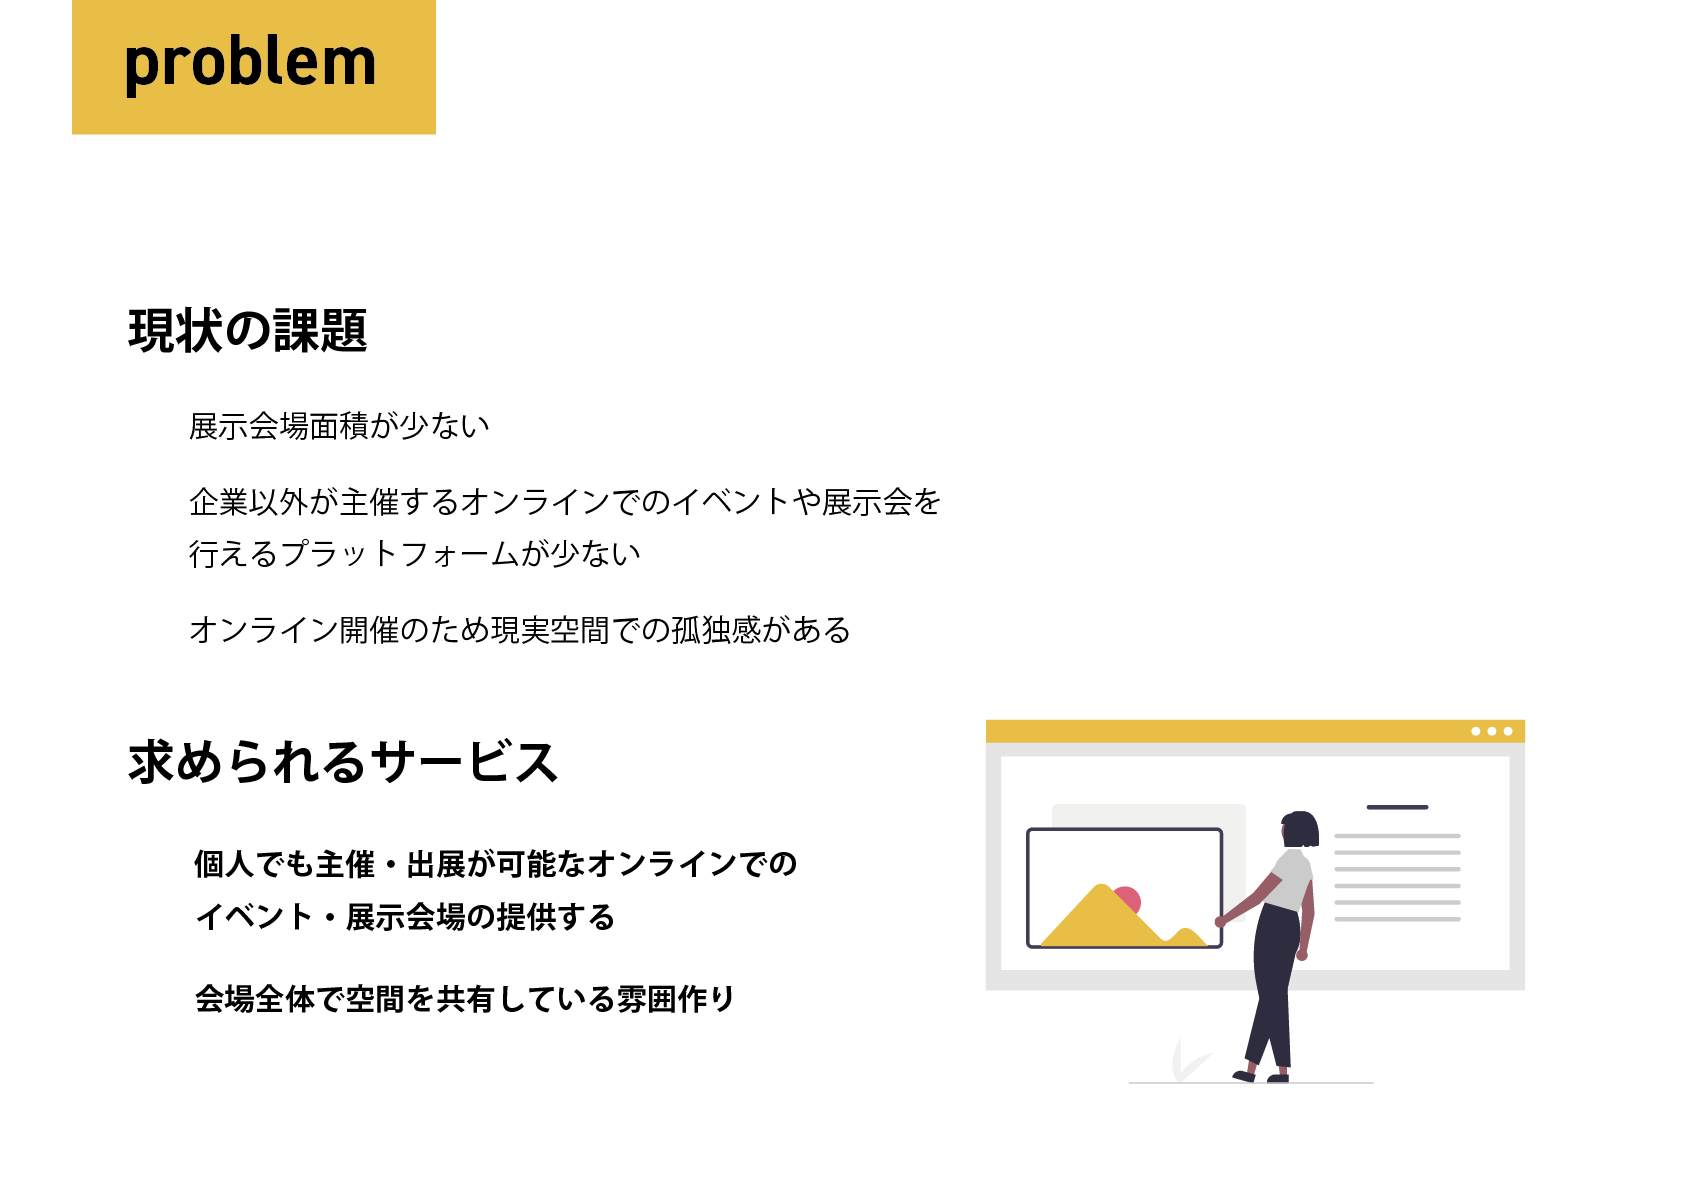 problem
現状の課題
展示会場面積が少ない
企業以外が主催するオンラインでのイベントや展示会を
行えるプラットフォームが少ない
オンライン開催のため現実空間での孤独感がある
求められるサービス
個人でも主催・出展が可能なオンラインでの
イベント・展示会場の提供する
会場全体で空間を共有している雰囲作り